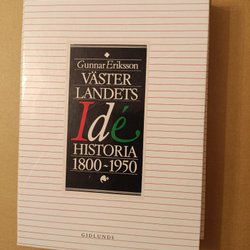 Gunnar Eriksson
VÄSTER
LANDETS
Idé
HISTORIA
1800~1950
GIDLUNDS